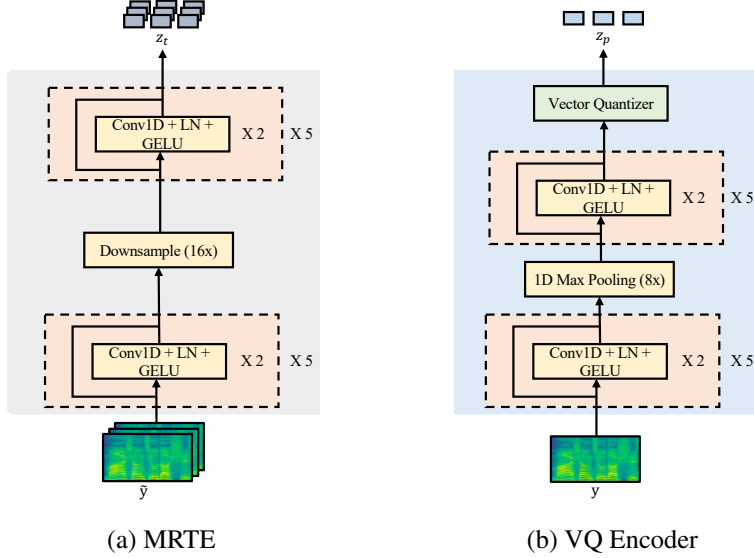 z_t
Conv1D + LN +
GELU
X 2
X 5
Downsample (16x)
Conv1D + LN +
GELU
X 2
X 5
ỹ
(a) MRTE
z_p
Vector Quantizer
Conv1D + LN +
GELU
X 2
X 5
1D Max Pooling (8x)
Conv1D + LN +
GELU
X 2
X 5
y
(b) VQ Encoder